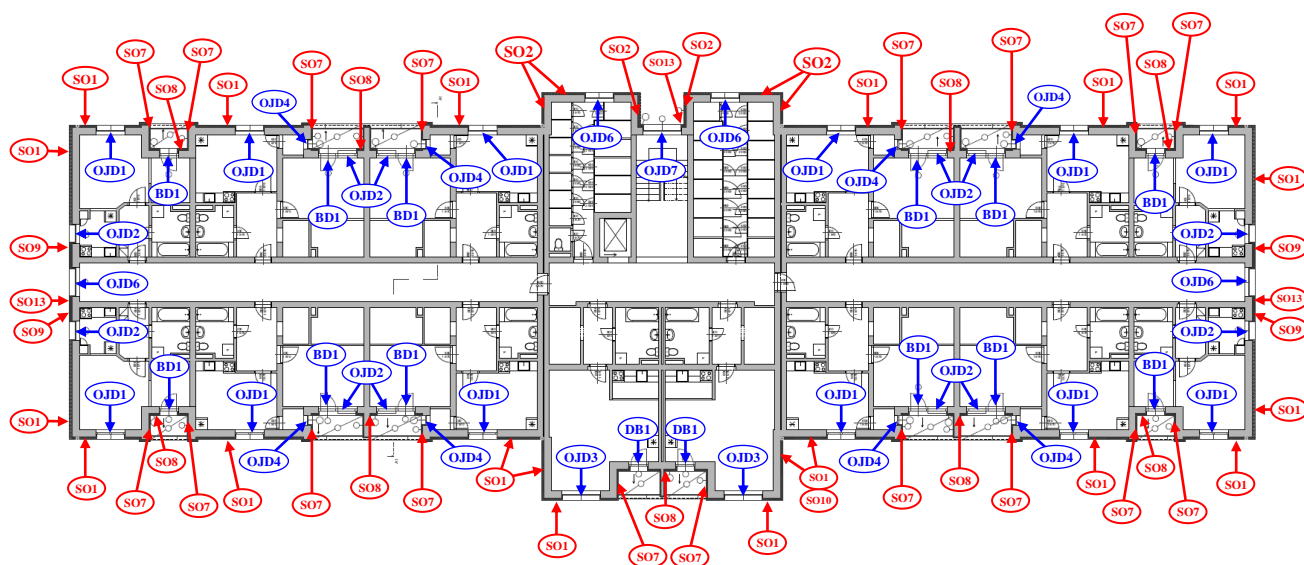 SO7 SO7 SO7 SO7 SO2 SO2 SO2 SO7 SO7 SO7 SO7
SO1 SO8 SO1 SO8 SO1 SO13 SO2 SO1 SO8 SO1 SO8 SO1
OJD4 OJD4
SO1 OJD1 BD1 OJD1 BD1 OJD2 BD1 OJD4 OJD1 OJD6 OJD7 OJD6 OJD1 OJD4 BD1 OJD2 BD1 OJD1 BD1 OJD1 SO1
SO9 OJD2 OJD2 SO9
SO13 OJD6 OJD6 SO13
SO9 OJD2 OJD2 SO9
BD1 BD1 OJD2 BD1 BD1 OJD2 BD1 BD1
SO1 OJD1 OJD1 OJD1 OJD1 OJD1 OJD1 SO1
DB1 DB1
SO1 SO8 OJD4 SO8 OJD4 SO1 OJD3 OJD3 SO1 OJD4 SO8 OJD4 SO1 SO8 SO1
SO7 SO7 SO1 SO7 SO7 SO8 SO10 SO7 SO7 SO7 SO7
SO1 SO7 SO7 SO1